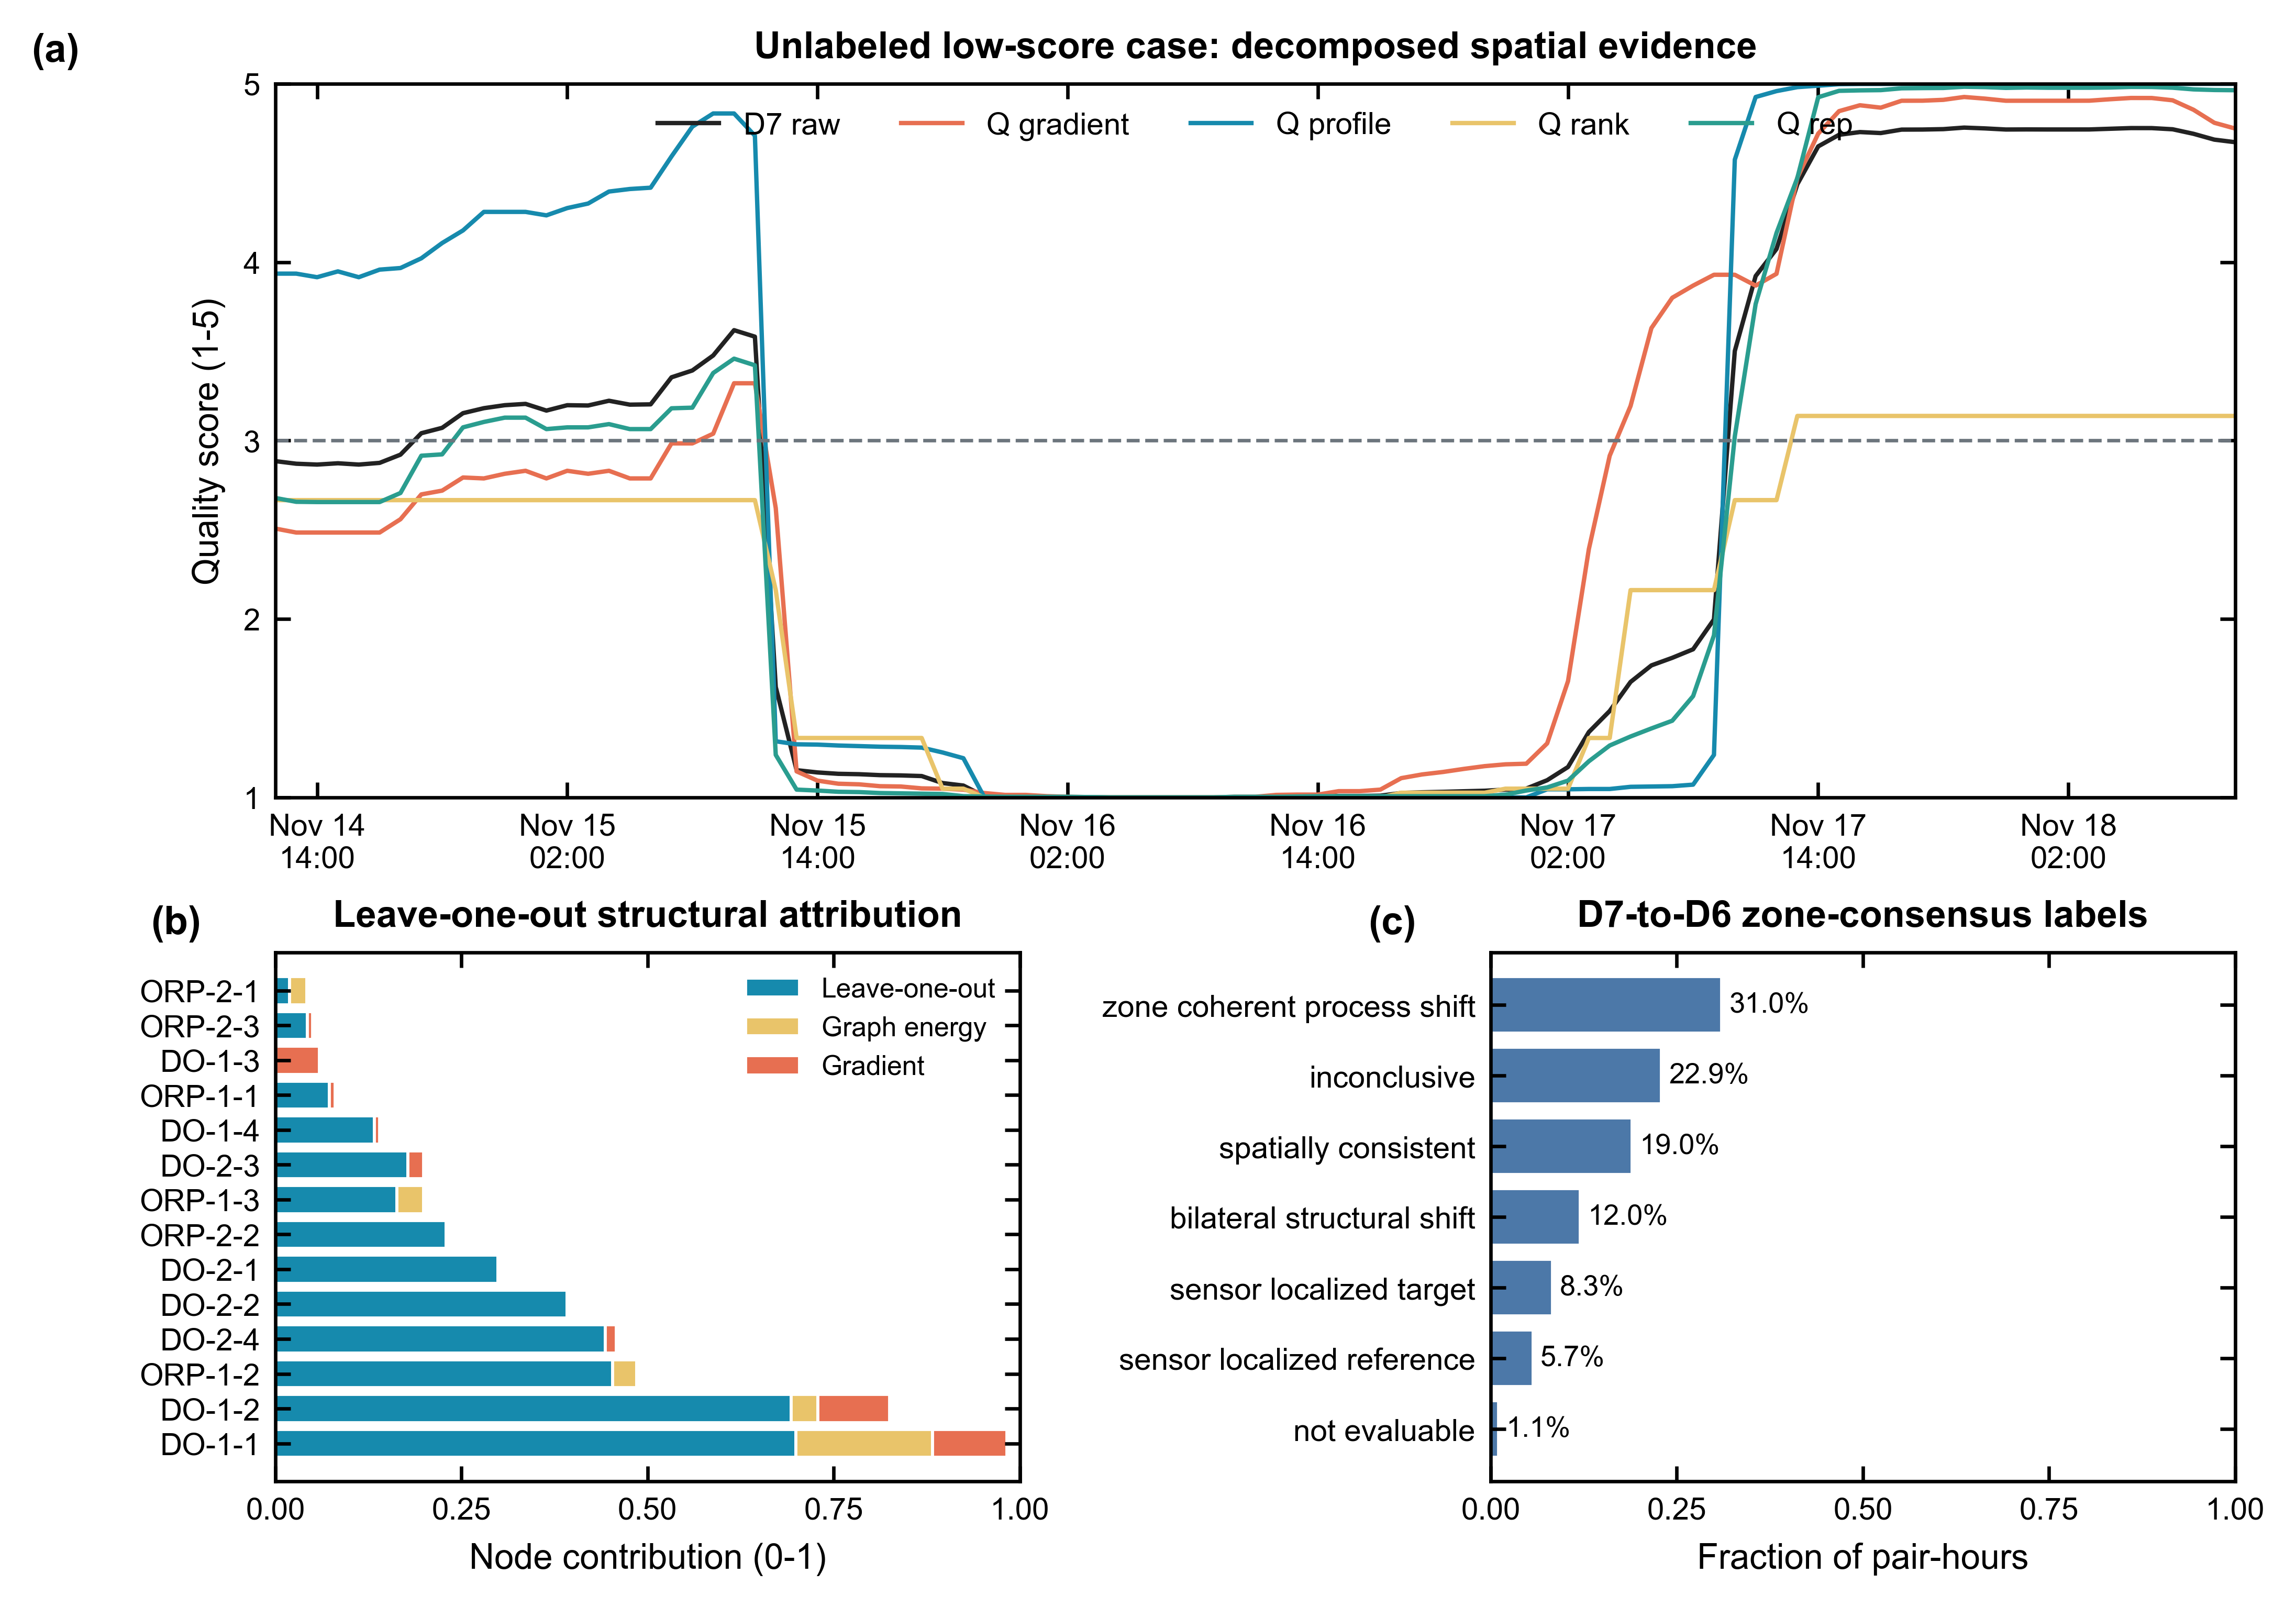 (a)
Unlabeled low-score case: decomposed spatial evidence
D7 raw
Q gradient
Q profile
Q rank
Q rep
Quality score (1-5)
5
4
3
2
1
Nov 14
14:00
Nov 15
02:00
Nov 15
14:00
Nov 16
02:00
Nov 16
14:00
Nov 17
02:00
Nov 17
14:00
Nov 18
02:00
(b)
Leave-one-out structural attribution
Leave-one-out
Graph energy
Gradient
ORP-2-1
ORP-2-3
DO-1-3
ORP-1-1
DO-1-4
DO-2-3
ORP-1-3
ORP-2-2
DO-2-1
DO-2-2
DO-2-4
ORP-1-2
DO-1-2
DO-1-1
0.00
0.25
0.50
0.75
1.00
Node contribution (0-1)
(c)
D7-to-D6 zone-consensus labels
zone coherent process shift
31.0%
inconclusive
22.9%
spatially consistent
19.0%
bilateral structural shift
12.0%
sensor localized target
8.3%
sensor localized reference
5.7%
not evaluable
1.1%
0.00
0.25
0.50
0.75
1.00
Fraction of pair-hours